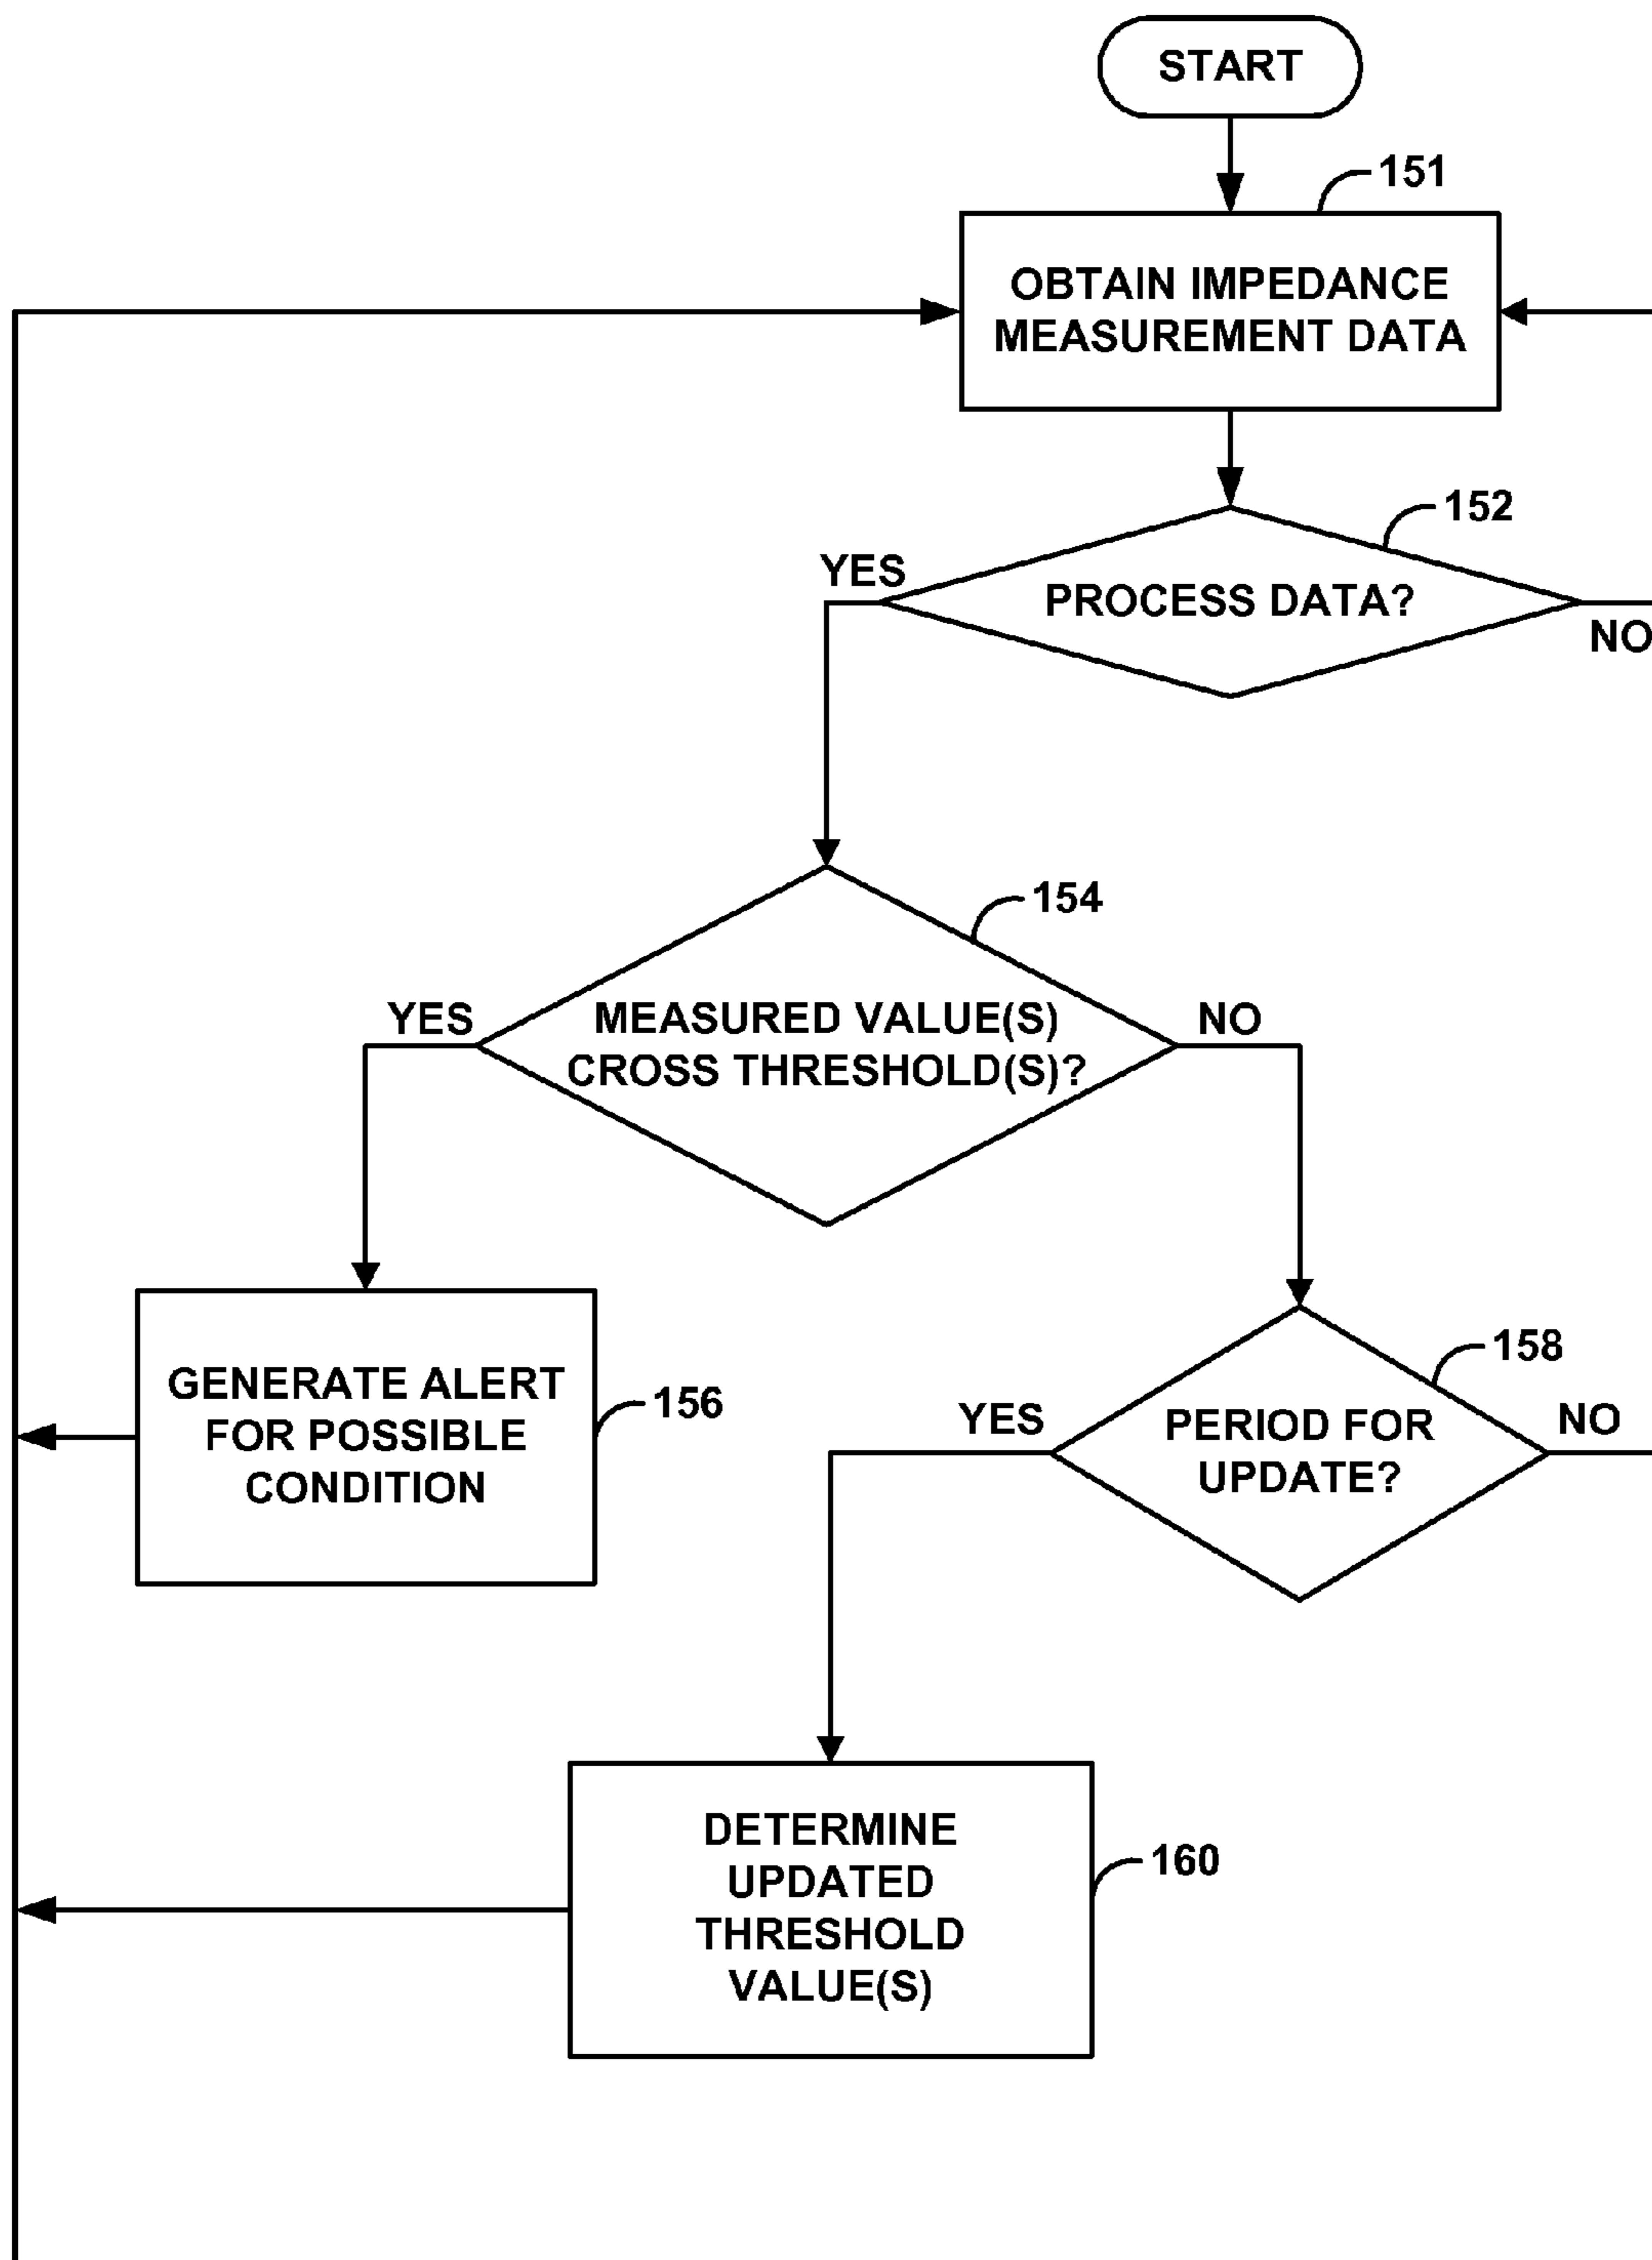 START
151
OBTAIN IMPEDANCE
MEASUREMENT DATA
152
YES
PROCESS DATA?
NO
154
YES
MEASURED VALUE(S)
CROSS THRESHOLD(S)?
NO
158
GENERATE ALERT
FOR POSSIBLE
CONDITION
156
YES
PERIOD FOR
UPDATE?
NO
DETERMINE
UPDATED
THRESHOLD
VALUE(S)
160